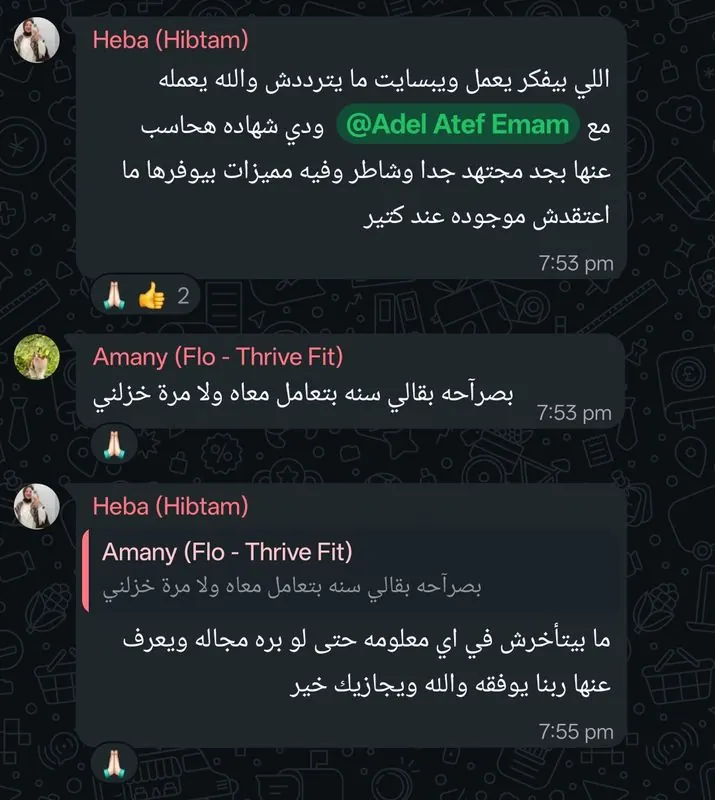 Heba (Hibtam)
اللي بيفكر يعمل ويبسايت ما يترددش والله يعمله
مع @Adel Atef Emam ودي شهاده هحاسب
عنها بجد مجتهد جدا وشاطر وفيه مميزات بيوفرها ما
اعتقدش موجوده عند كتير
7:53 pm
2
Amany (Flo - Thrive Fit)
بصرآحه بقالي سنه بتعامل معاه ولا مرة خزلني
7:53 pm
Heba (Hibtam)
Amany (Flo - Thrive Fit)
بصرآحه بقالي سنه بتعامل معاه ولا مرة خزلني
ما بيتأخرش في اي معلومه حتى لو بره مجاله ويعرف
عنها ربنا يوفقه والله ويجازيك خير
7:55 pm